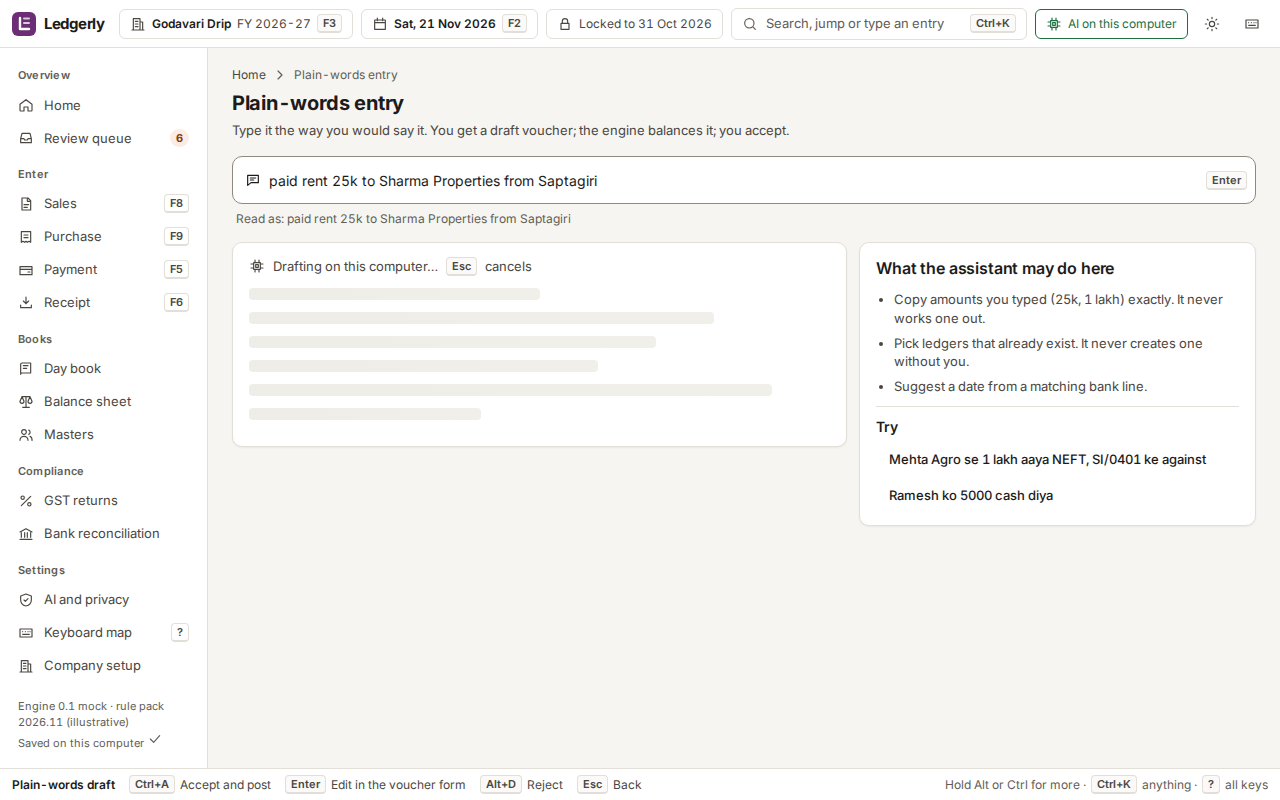 Ledgerly
Godavari Drip FY 2026-27 F3
Sat, 21 Nov 2026 F2
Locked to 31 Oct 2026
Search, jump or type an entry Ctrl+K
AI on this computer
Overview
Home
Review queue 6
Enter
Sales F8
Purchase F9
Payment F5
Receipt F6
Books
Day book
Balance sheet
Masters
Compliance
GST returns
Bank reconciliation
Settings
AI and privacy
Keyboard map ?
Company setup
Engine 0.1 mock · rule pack
2026.11 (illustrative)
Saved on this computer
Home > Plain-words entry
Plain-words entry
Type it the way you would say it. You get a draft voucher; the engine balances it; you accept.
paid rent 25k to Sharma Properties from Saptagiri Enter
Read as: paid rent 25k to Sharma Properties from Saptagiri
Drafting on this computer... Esc cancels
What the assistant may do here
• Copy amounts you typed (25k, 1 lakh) exactly. It never
works one out.
• Pick ledgers that already exist. It never creates one
without you.
• Suggest a date from a matching bank line.
Try
Mehta Agro se 1 lakh aaya NEFT, SI/0401 ke against
Ramesh ko 5000 cash diya
Plain-words draft Ctrl+A Accept and post Enter Edit in the voucher form Alt+D Reject Esc Back
Hold Alt or Ctrl for more · Ctrl+K anything · ? all keys